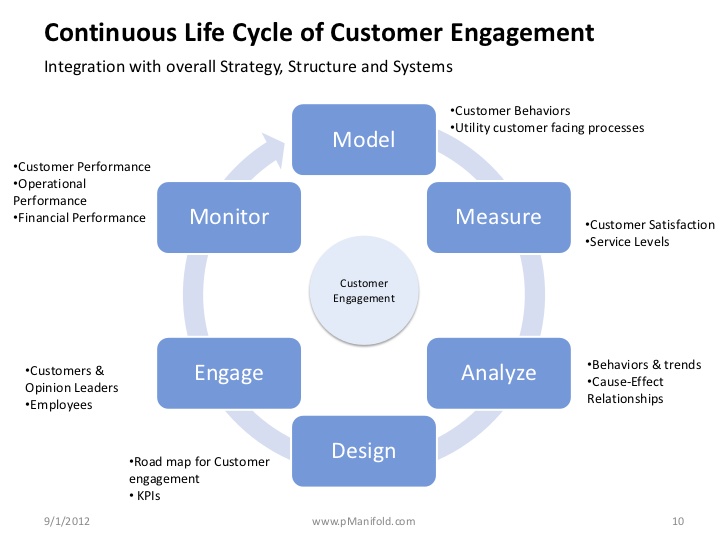 Continuous Life Cycle of Customer Engagement
Integration with overall Strategy, Structure and Systems
Model
•Customer Behaviors
•Utility customer facing processes
Measure
•Customer Satisfaction
•Service Levels
Analyze
•Behaviors & trends
•Cause-Effect
Relationships
Design
•Road map for Customer
engagement
• KPIs
Engage
•Customers &
Opinion Leaders
•Employees
Monitor
•Customer Performance
•Operational
Performance
•Financial Performance
Customer
Engagement
9/1/2012
www.pManifold.com
10